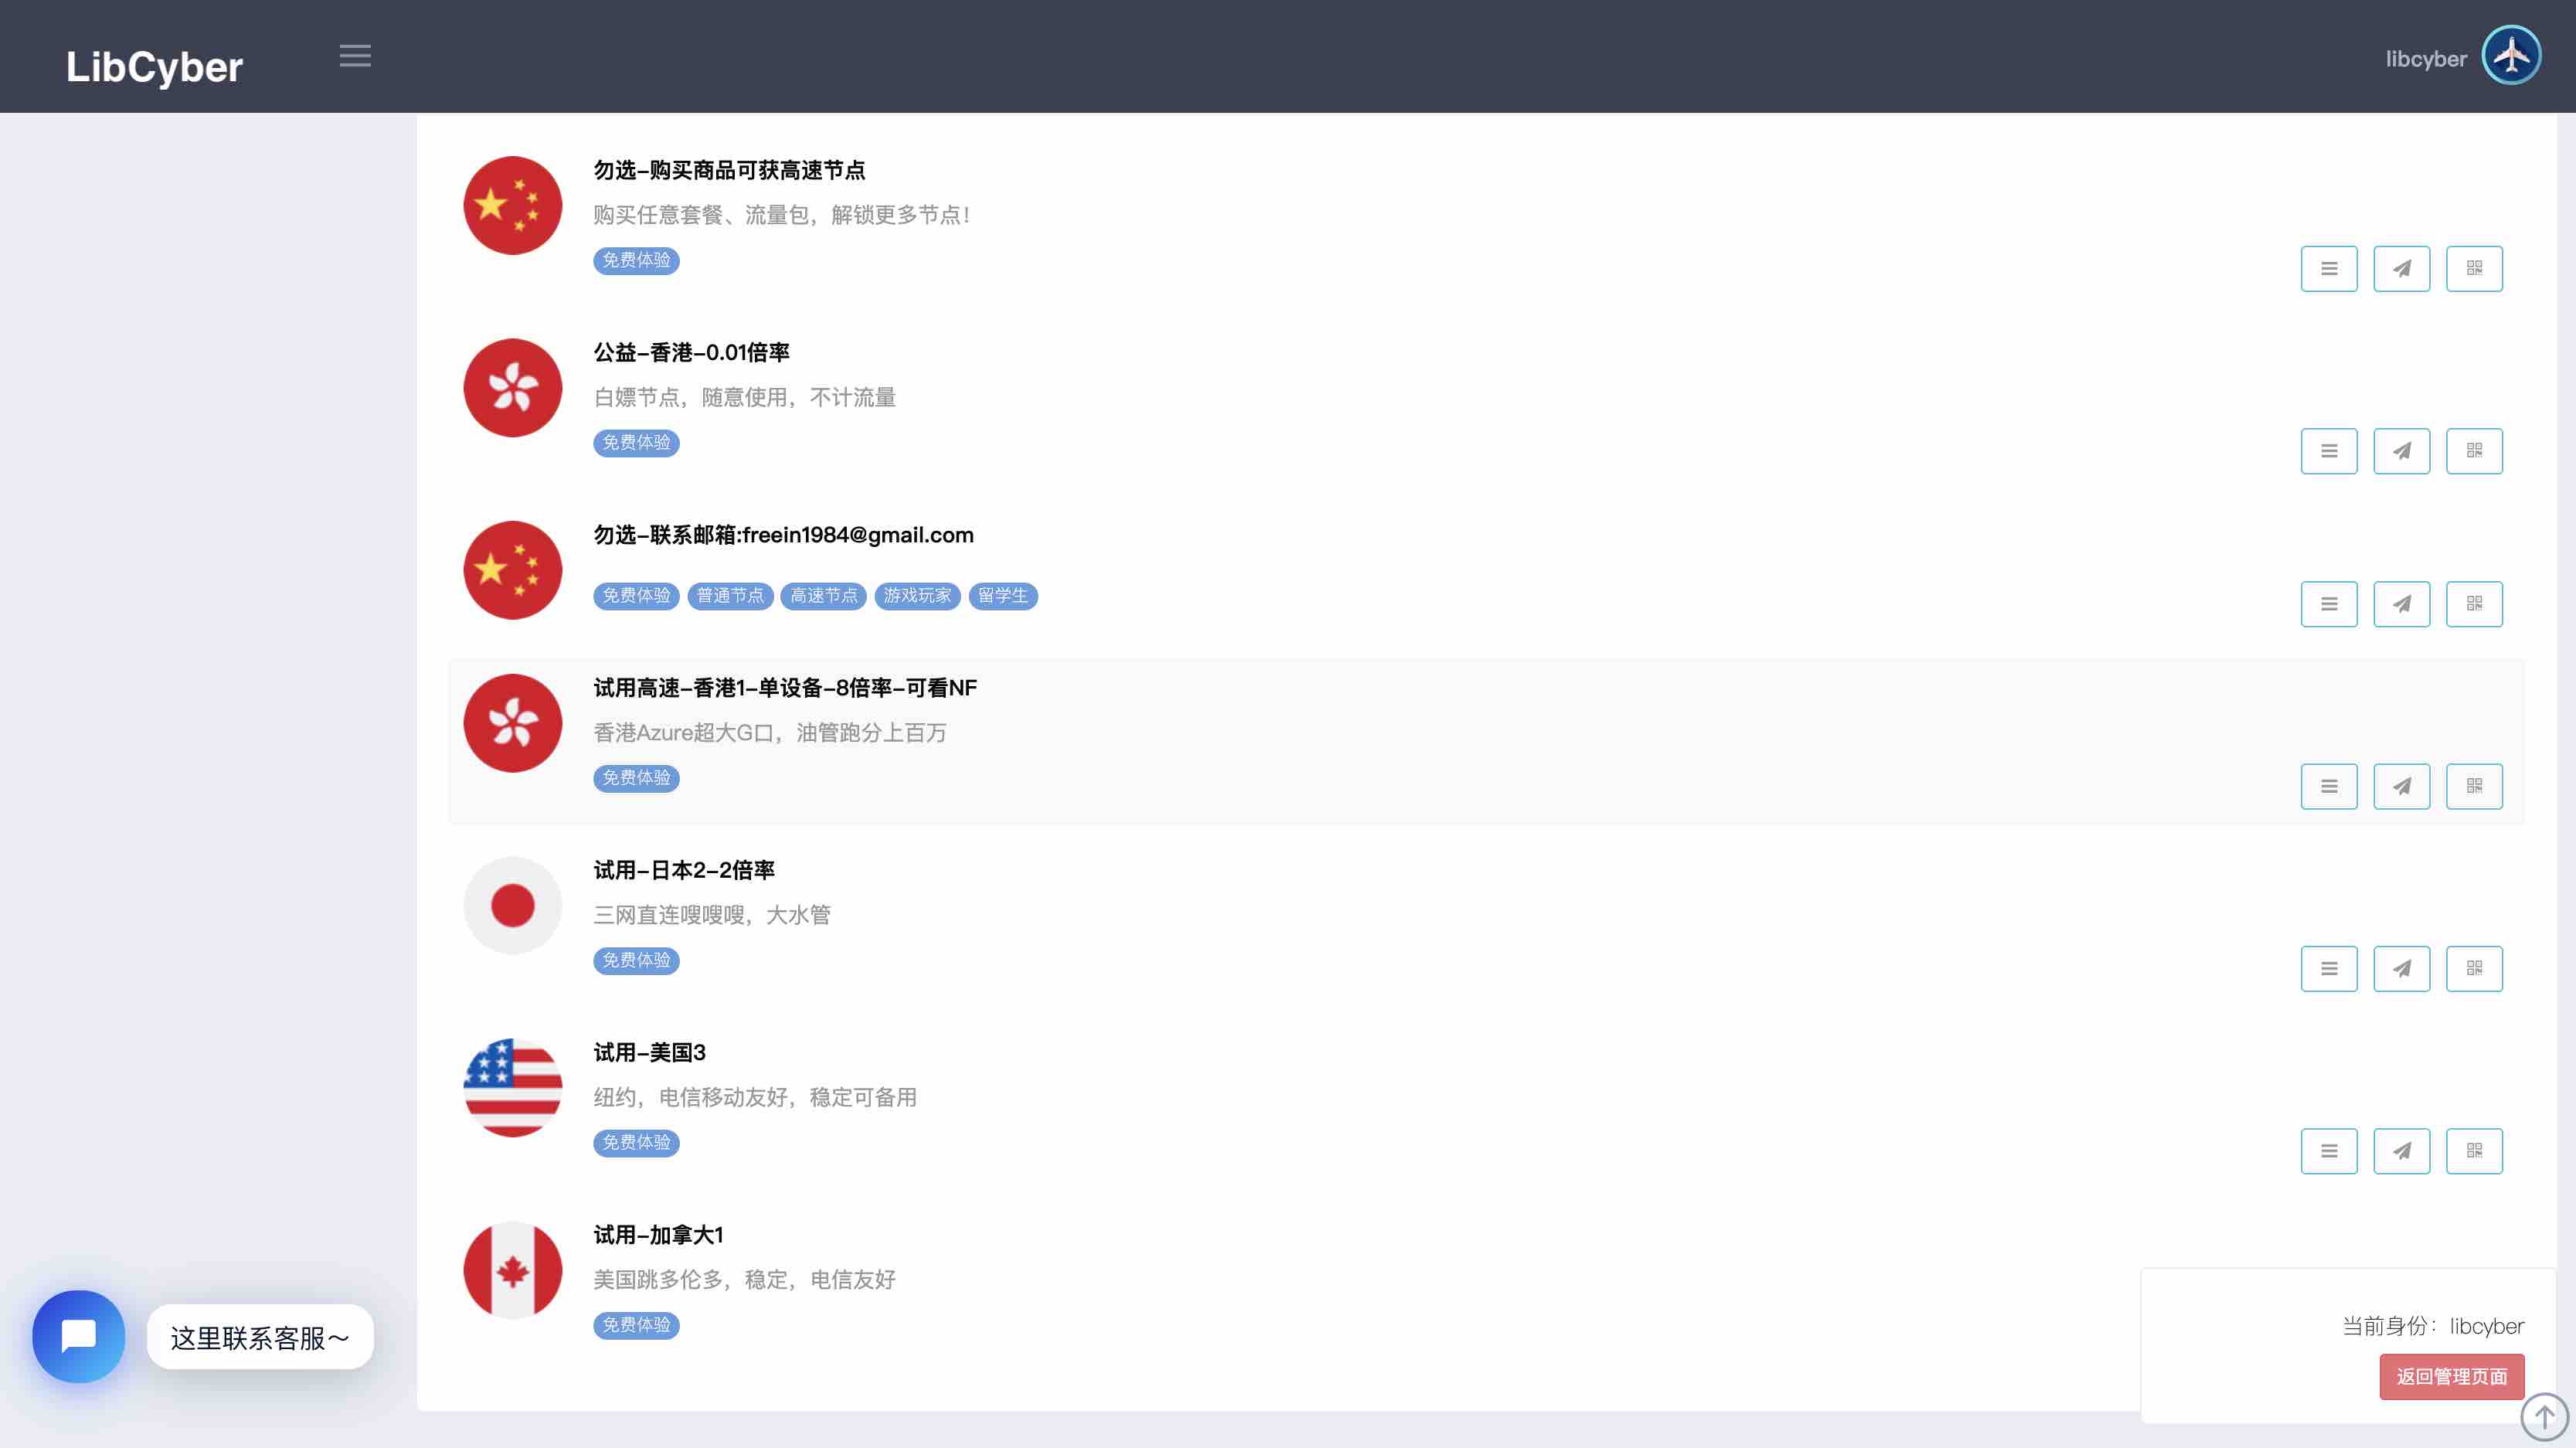 LibCyber
libcyber
勿选-购买商品可获高速节点
购买任意套餐、流量包，解锁更多节点！
免费体验
公益-香港-0.01倍率
白嫖节点，随意使用，不计流量
免费体验
勿选-联系邮箱:freein1984@gmail.com
免费体验 普通节点 高速节点 游戏玩家 留学生
试用高速-香港1-单设备-8倍率-可看NF
香港Azure超大G口，油管跑分上百万
免费体验
试用-日本2-2倍率
三网直连嗖嗖嗖，大水管
免费体验
试用-美国3
纽约，电信移动友好，稳定可备用
免费体验
试用-加拿大1
美国跳多伦多，稳定，电信友好
免费体验
这里联系客服～
当前身份：libcyber
返回管理页面